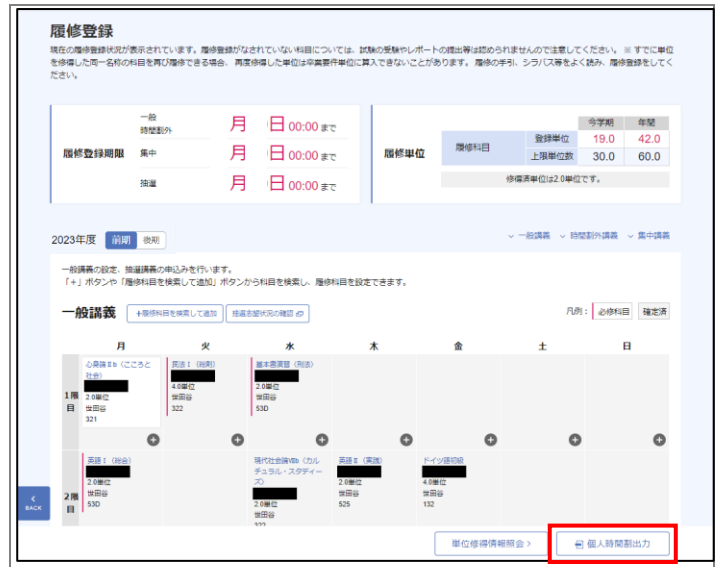 履修登録
現在の履修登録状況が表示されています。履修登録がなされていない科目については、試験の受験やレポートの提出等は認められませんので注意してください。 ※ すでに単位
を修得した同一名称の科目を再び履修できる場合、 再度修得した単位は卒業要件単位に算入できないことがあります。 履修の手引、シラバス等をよく読み、履修登録をしてく
ださい。
履修登録期限
一般
時間割外
月 日 00:00 まで
集中
月 日 00:00 まで
抽選
月 日 00:00 まで
履修単位
今学期 年間
履修科目
登録単位 19.0 42.0
上限単位数 30.0 60.0
修得済単位は2.0単位です。
2023年度 前期 後期
一般講義 時間割外講義 集中講義
一般講義の設定、抽選講義の申込みを行います。
「+」ボタンや「履修科目を検索して追加」ボタンから科目を検索し、履修科目を設定できます。
一般講義 +履修科目を検索して追加 抽選志望状況の確認
凡例： 必修科目 確定済
月 火 水 木 金 土 日
1限
目
心身論Ⅱb（こころと
社会）
2.0単位
世田谷
321
民法Ⅰ（総則）
4.0単位
世田谷
322
基本書演習（刑法）
2.0単位
世田谷
53D
2限
目
英語Ⅰ（総合）
2.0単位
世田谷
53D
現代社会論Ⅷb（カル
チュラル・スタディー
ズ）
2.0単位
世田谷
322
英語Ⅱ（実践）
2.0単位
世田谷
525
ドイツ語初級
4.0単位
世田谷
132
BACK
単位修得情報照会 >
個人時間割出力